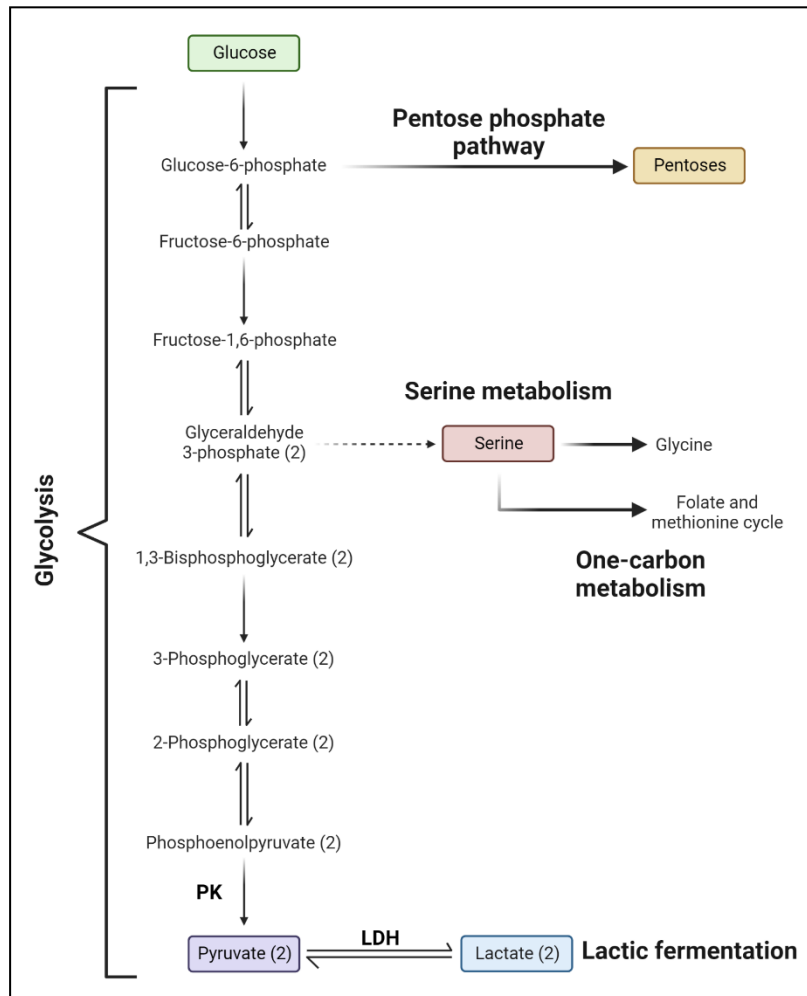 Glucose
Pentose phosphate
pathway
Glucose-6-phosphate
Pentoses
Fructose-6-phosphate
Fructose-1,6-phosphate
Serine metabolism
Glyceraldehyde
3-phosphate (2)
Serine
Glycine
Folate and
methionine cycle
Glycolysis
1,3-Bisphosphoglycerate (2)
One-carbon
metabolism
3-Phosphoglycerate (2)
2-Phosphoglycerate (2)
Phosphoenolpyruvate (2)
PK
Pyruvate (2)
LDH
Lactate (2)
Lactic fermentation